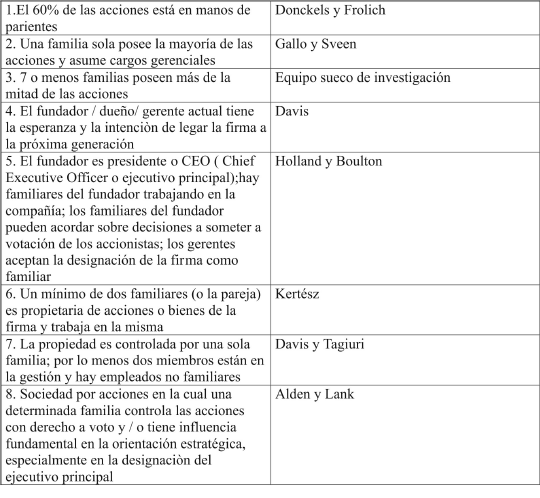 1.El 60% de las acciones está en manos de
parientes
Donckels y Frolich
2. Una familia sola posee la mayoría de las
acciones y asume cargos gerenciales
Gallo y Sveen
3. 7 o menos familias poseen más de la
mitad de las acciones
Equipo sueco de investigación
4. El fundador / dueño/ gerente actual tiene
la esperanza y la intenciòn de legar la firma a
la próxima generación
Davis
5. El fundador es presidente o CEO ( Chief
Executive Officer o ejecutivo principal);hay
familiares del fundador trabajando en la
compañía; los familiares del fundador
pueden acordar sobre decisiones a someter a
votación de los accionistas; los gerentes
aceptan la designación de la firma como
familiar
Holland y Boulton
6. Un mínimo de dos familiares (o la pareja)
es propietaria de acciones o bienes de la
firma y trabaja en la misma
Kertész
7. La propiedad es controlada por una sola
familia; por lo menos dos miembros están en
la gestión y hay empleados no familiares
Davis y Tagiuri
8. Sociedad por acciones en la cual una
determinada familia controla las acciones
con derecho a voto y / o tiene influencia
fundamental en la orientación estratégica,
especialmente en la designaciòn del
ejecutivo principal
Alden y Lank